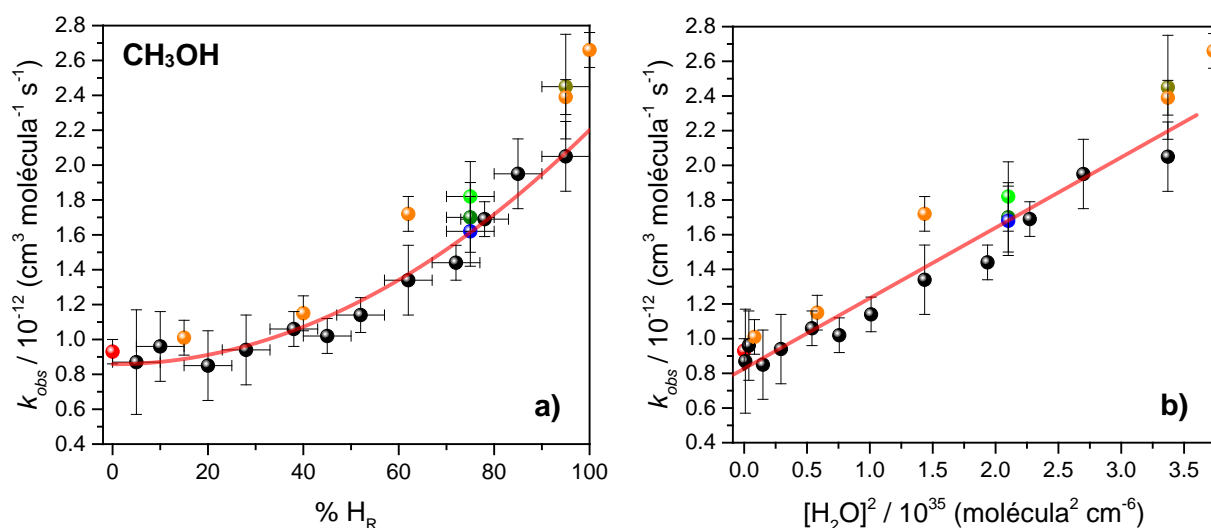 CH₃OH
a)
k_obs / 10⁻¹² (cm³ molécula⁻¹ s⁻¹)
2.8
2.6
2.4
2.2
2.0
1.8
1.6
1.4
1.2
1.0
0.8
0.6
0.4
0 20 40 60 80 100
% H_R
b)
k_obs / 10⁻¹² (cm³ molécula⁻¹ s⁻¹)
2.8
2.6
2.4
2.2
2.0
1.8
1.6
1.4
1.2
1.0
0.8
0.6
0.4
0.0 0.5 1.0 1.5 2.0 2.5 3.0 3.5
[H₂O]² / 10³⁵ (molécula² cm⁻⁶)